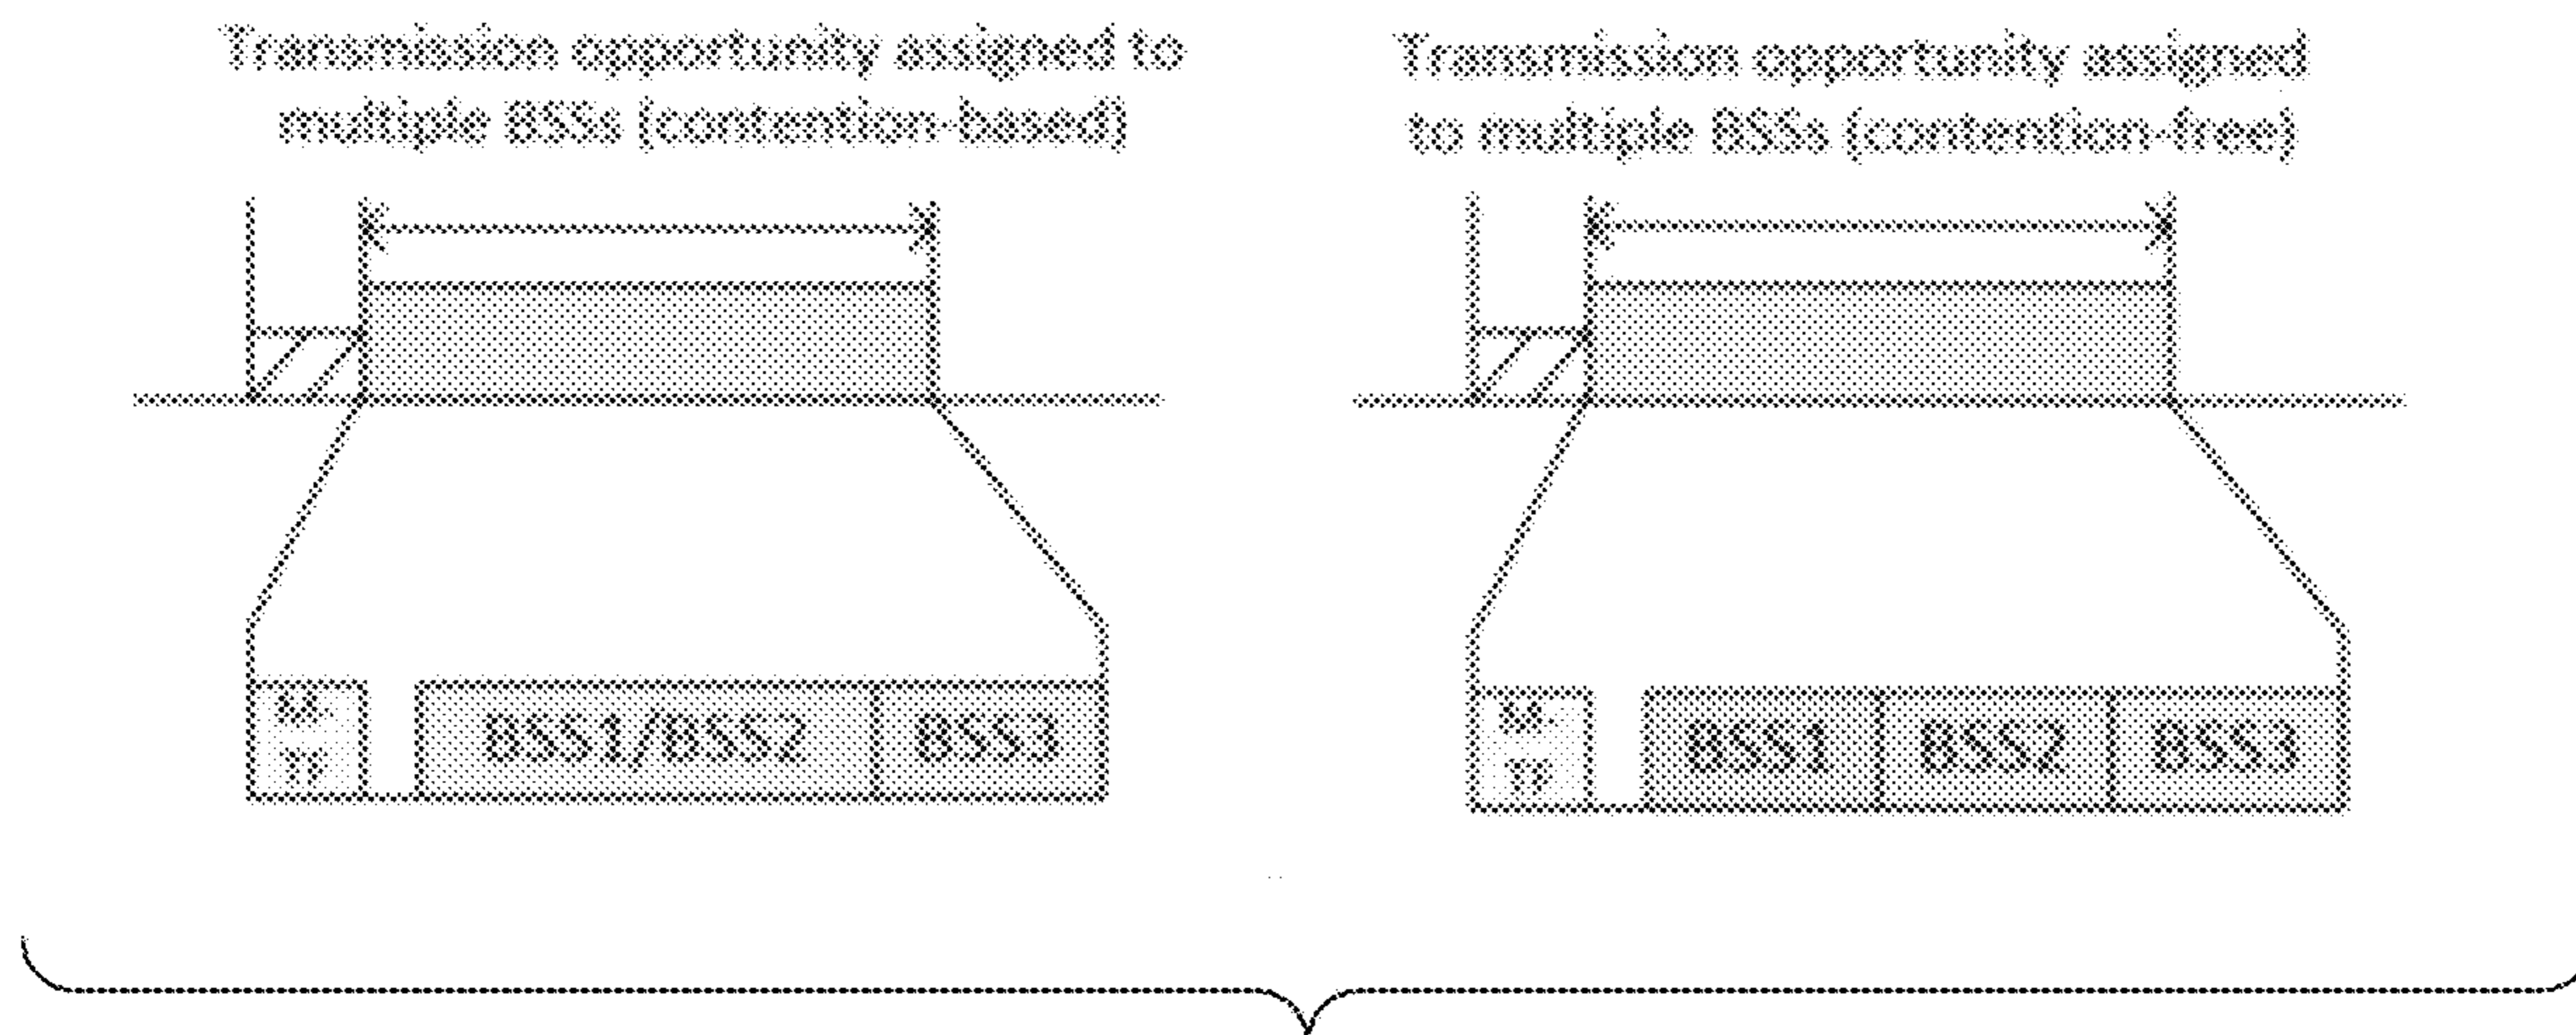 Transmission opportunity assigned to
multiple BSSs (contention-based)
Transmission opportunity assigned
to multiple BSSs (contention-free)
BSS1/BSS2
BSS3
BSS1
BSS2
BSS3